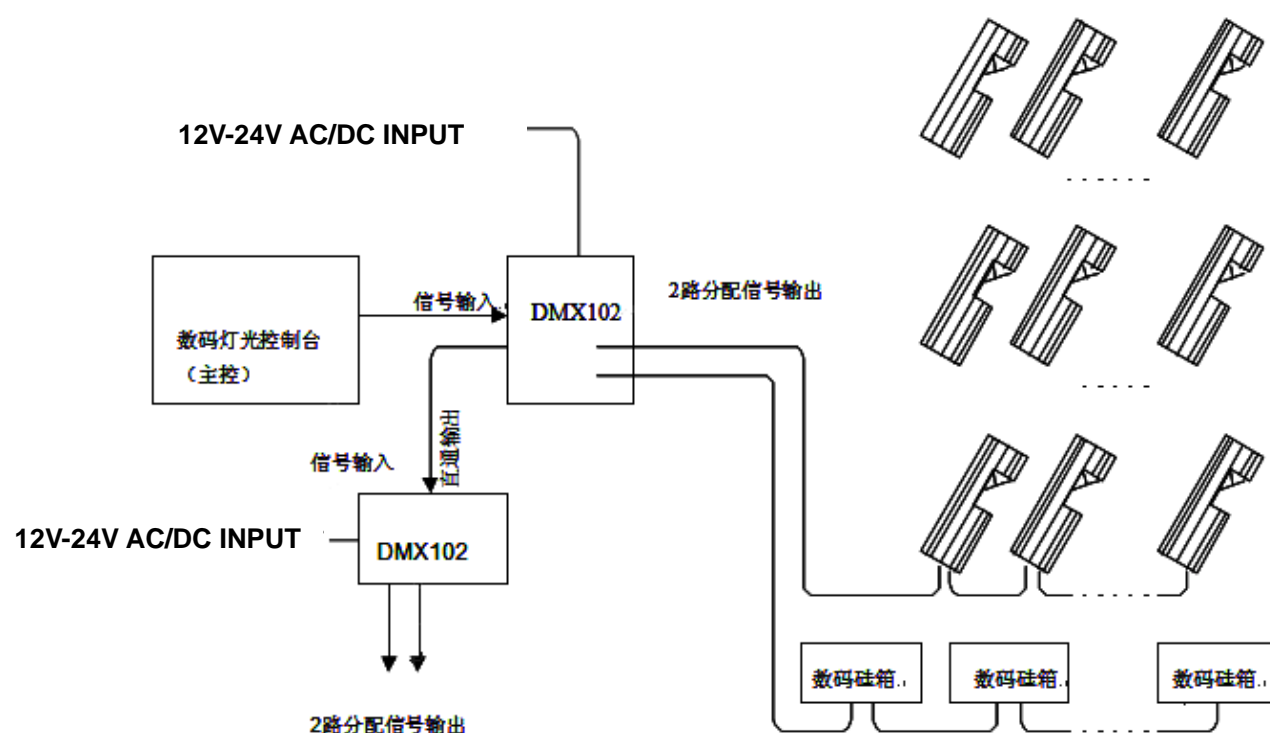 12V-24V AC/DC INPUT
信号输入
DMX102
2路分配信号输出
数码灯光控制台
（主控）
直通输出
信号输入
12V-24V AC/DC INPUT
DMX102
数码硅箱
数码硅箱
数码硅箱
2路分配信号输出